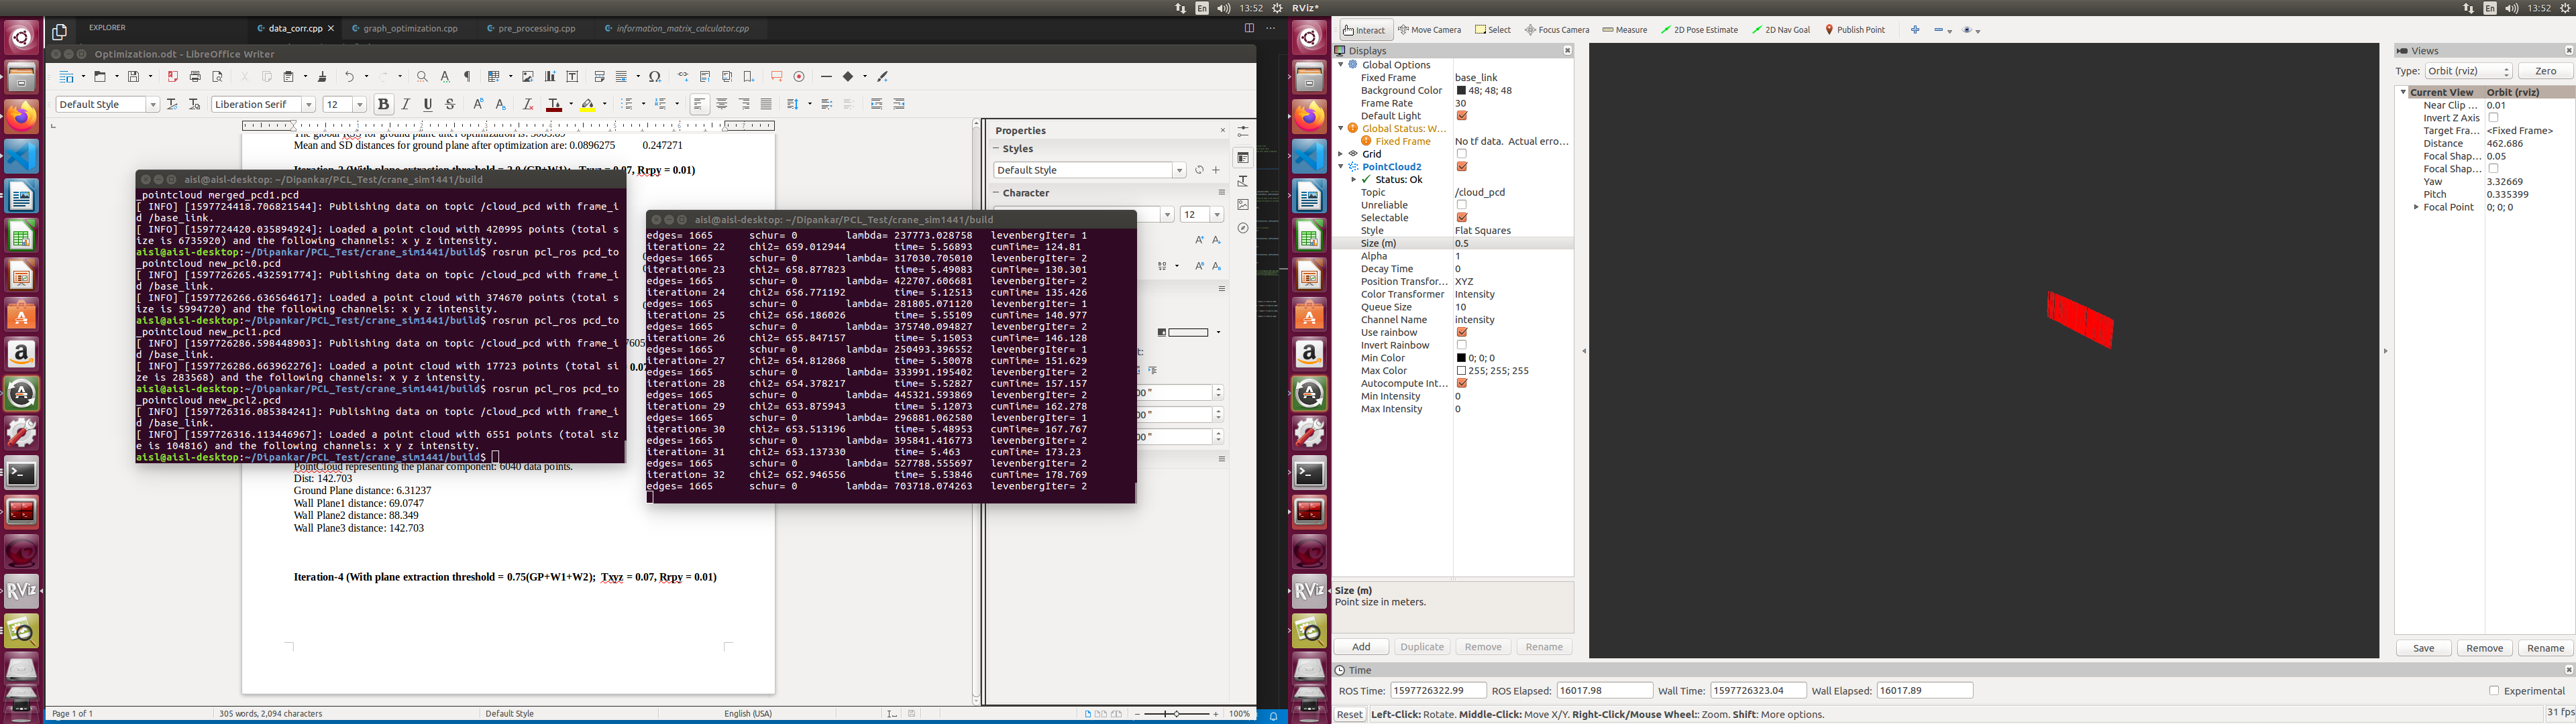 En 13:52
RViz* En 13:52
EXPLORER data_corr.cpp graph_optimization.cpp pre_processing.cpp information_matrix_calculator.cpp
Optimization.odt - LibreOffice Writer
Default Style Liberation Serif 12
Mean and SD distances for ground plane after optimization are: 0.0896275 0.247271
aisl@aisl-desktop: ~/Dipankar/PCL_Test/crane_sim1441/build
_pointcloud merged_pcd1.pcd
[ INFO] [1597724418.706821544]: Publishing data on topic /cloud_pcd with frame_i
d /base_link.
[ INFO] [1597724420.035894924]: Loaded a point cloud with 420995 points (total s
ize is 6735920) and the following channels: x y z intensity.
aisl@aisl-desktop:~/Dipankar/PCL_Test/crane_sim1441/build$ rosrun pcl_ros pcd_to
_pointcloud new_pcl0.pcd
[ INFO] [1597726265.432591774]: Publishing data on topic /cloud_pcd with frame_i
d /base_link.
[ INFO] [1597726266.636564617]: Loaded a point cloud with 374670 points (total s
ize is 5994720) and the following channels: x y z intensity.
aisl@aisl-desktop:~/Dipankar/PCL_Test/crane_sim1441/build$ rosrun pcl_ros pcd_to
_pointcloud new_pcl1.pcd
[ INFO] [1597726286.598448903]: Publishing data on topic /cloud_pcd with frame_i
d /base_link.
[ INFO] [1597726286.663962276]: Loaded a point cloud with 17723 points (total si
ze is 283568) and the following channels: x y z intensity.
aisl@aisl-desktop:~/Dipankar/PCL_Test/crane_sim1441/build$ rosrun pcl_ros pcd_to
_pointcloud new_pcl2.pcd
[ INFO] [1597726316.085384241]: Publishing data on topic /cloud_pcd with frame_i
d /base_link.
[ INFO] [1597726316.113446967]: Loaded a point cloud with 6551 points (total siz
e is 104816) and the following channels: x y z intensity.
aisl@aisl-desktop:~/Dipankar/PCL_Test/crane_sim1441/build$
PointCloud representing the planar component: 6040 data points.
Dist: 142.703
Ground Plane distance: 6.31237
Wall Plane1 distance: 69.0747
Wall Plane2 distance: 88.349
Wall Plane3 distance: 142.703
Iteration-4 (With plane extraction threshold = 0.75(GP+W1+W2); Txyz = 0.07, Rrpy = 0.01)
aisl@aisl-desktop: ~/Dipankar/PCL_Test/crane_sim1441/build
edges= 1665 schur= 0 lambda= 237773.028758 levenbergIter= 1
iteration= 22 chi2= 659.012944 time= 5.56893 cumTime= 124.81
edges= 1665 schur= 0 lambda= 317030.705010 levenbergIter= 2
iteration= 23 chi2= 658.877823 time= 5.49083 cumTime= 130.301
edges= 1665 schur= 0 lambda= 422707.606681 levenbergIter= 2
iteration= 24 chi2= 656.771192 time= 5.12513 cumTime= 135.426
edges= 1665 schur= 0 lambda= 281805.071120 levenbergIter= 1
iteration= 25 chi2= 656.186026 time= 5.55109 cumTime= 140.977
edges= 1665 schur= 0 lambda= 375740.094827 levenbergIter= 2
iteration= 26 chi2= 655.847157 time= 5.15053 cumTime= 146.128
edges= 1665 schur= 0 lambda= 250493.396552 levenbergIter= 1
iteration= 27 chi2= 654.812868 time= 5.50078 cumTime= 151.629
edges= 1665 schur= 0 lambda= 333991.195402 levenbergIter= 2
iteration= 28 chi2= 654.378217 time= 5.52827 cumTime= 157.157
edges= 1665 schur= 0 lambda= 445321.593869 levenbergIter= 2
iteration= 29 chi2= 653.875943 time= 5.12073 cumTime= 162.278
edges= 1665 schur= 0 lambda= 296881.062580 levenbergIter= 1
iteration= 30 chi2= 653.513196 time= 5.48953 cumTime= 167.767
edges= 1665 schur= 0 lambda= 395841.416773 levenbergIter= 2
iteration= 31 chi2= 653.137330 time= 5.463 cumTime= 173.23
edges= 1665 schur= 0 lambda= 527788.555697 levenbergIter= 2
iteration= 32 chi2= 652.946556 time= 5.53846 cumTime= 178.769
edges= 1665 schur= 0 lambda= 703718.074263 levenbergIter= 2
Properties
Styles
Default Style
Character
12
Page 1 of 1 305 words, 2,094 characters Default Style English (USA) 100%
Interact Move Camera Select Focus Camera Measure 2D Pose Estimate 2D Nav Goal Publish Point
Displays
Global Options
Fixed Frame base_link
Background Color 48; 48; 48
Frame Rate 30
Default Light
Global Status: W...
Fixed Frame No tf data. Actual erro...
Grid
PointCloud2
Status: Ok
Topic /cloud_pcd
Unreliable
Selectable
Style Flat Squares
Size (m) 0.5
Alpha 1
Decay Time 0
Position Transfor... XYZ
Color Transformer Intensity
Queue Size 10
Channel Name intensity
Use rainbow
Invert Rainbow
Min Color 0; 0; 0
Max Color 255; 255; 255
Autocompute Int...
Min Intensity 0
Max Intensity 0
Size (m)
Point size in meters.
Add Duplicate Remove Rename
Views
Type: Orbit (rviz) Zero
Current View Orbit (rviz)
Near Clip ... 0.01
Invert Z Axis
Target Fra... <Fixed Frame>
Distance 462.686
Focal Shap... 0.05
Focal Shap...
Yaw 3.32669
Pitch 0.335399
Focal Point 0; 0; 0
Save Remove Rename
Time
ROS Time: 1597726322.99 ROS Elapsed: 16017.98 Wall Time: 1597726323.04 Wall Elapsed: 16017.89 Experimental
Reset Left-Click: Rotate. Middle-Click: Move X/Y. Right-Click/Mouse Wheel:: Zoom. Shift: More options. 31 fps